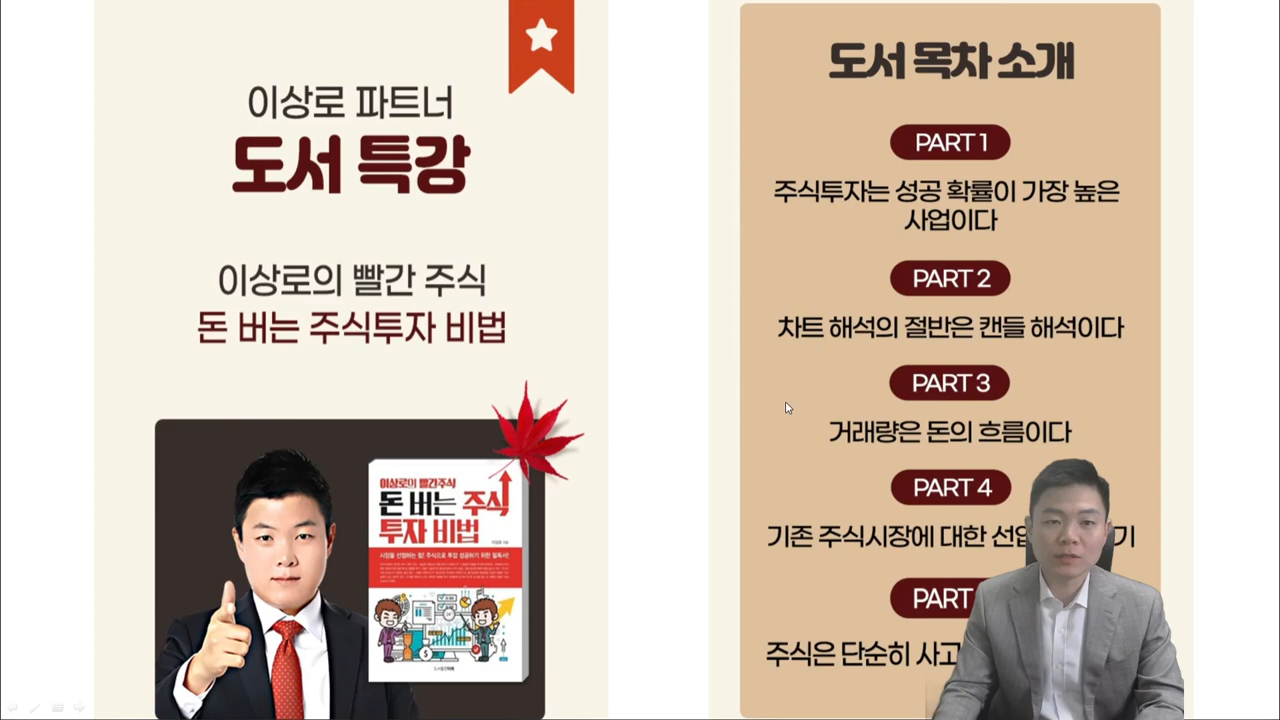 이상로 파트너
도서 특강
이상로의 빨간 주식
돈 버는 주식투자 비법
이상로의 빨간주식
돈 버는 주식
투자 비법
도서 목차 소개
PART 1
주식투자는 성공 확률이 가장 높은
사업이다
PART 2
차트 해석의 절반은 캔들 해석이다
PART 3
거래량은 돈의 흐름이다
PART 4
기존 주식시장에 대한 선입 기
PART
주식은 단순히 사고